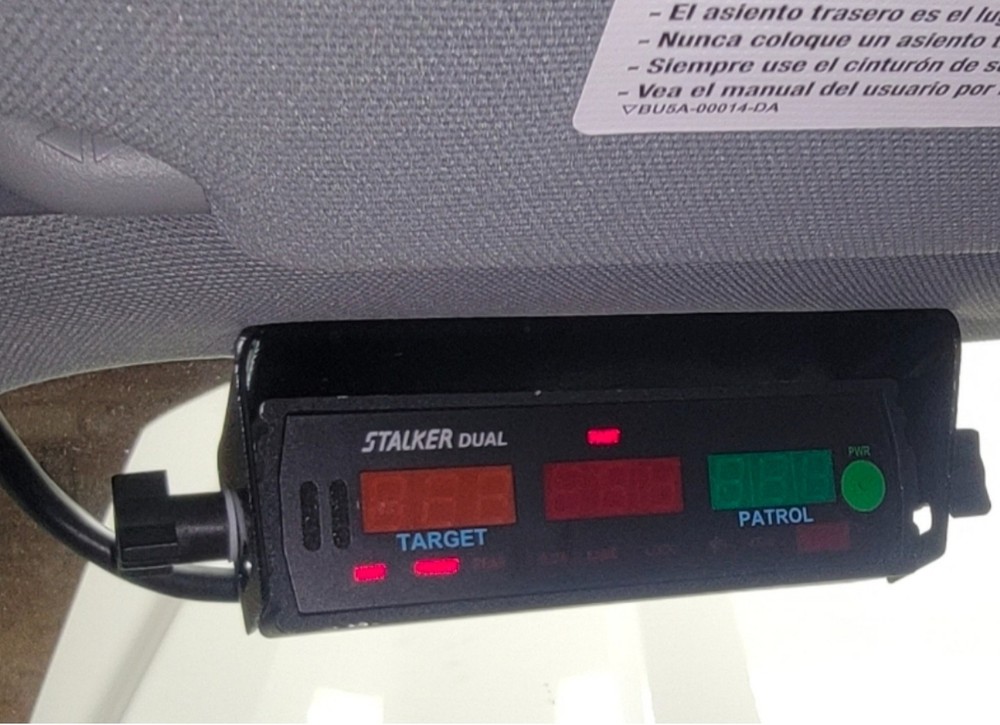 - El asiento trasero es el
- Nunca coloque un asiento
- Siempre use el cinturón de
- Vea el manual del usuario por
▽BU5A-00014-DA
STALKER DUAL
PWR
TARGET
PATROL